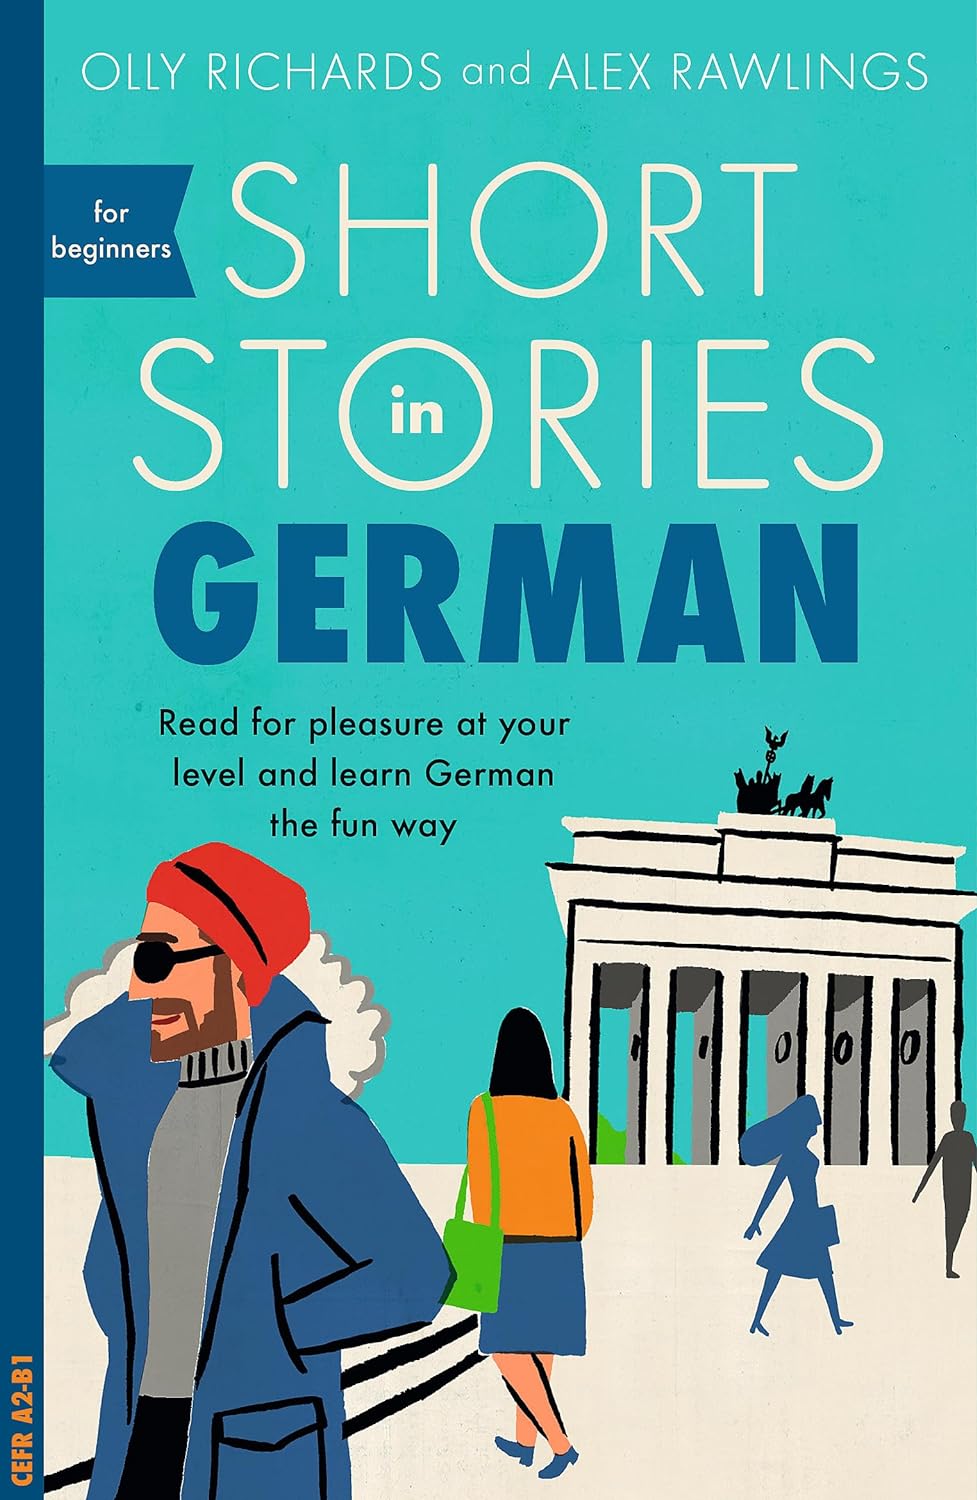 OLLY RICHARDS and ALEX RAWLINGS
for
beginners
SHORT
STORIES
in
GERMAN
Read for pleasure at your
level and learn German
the fun way
CEFR A2-B1